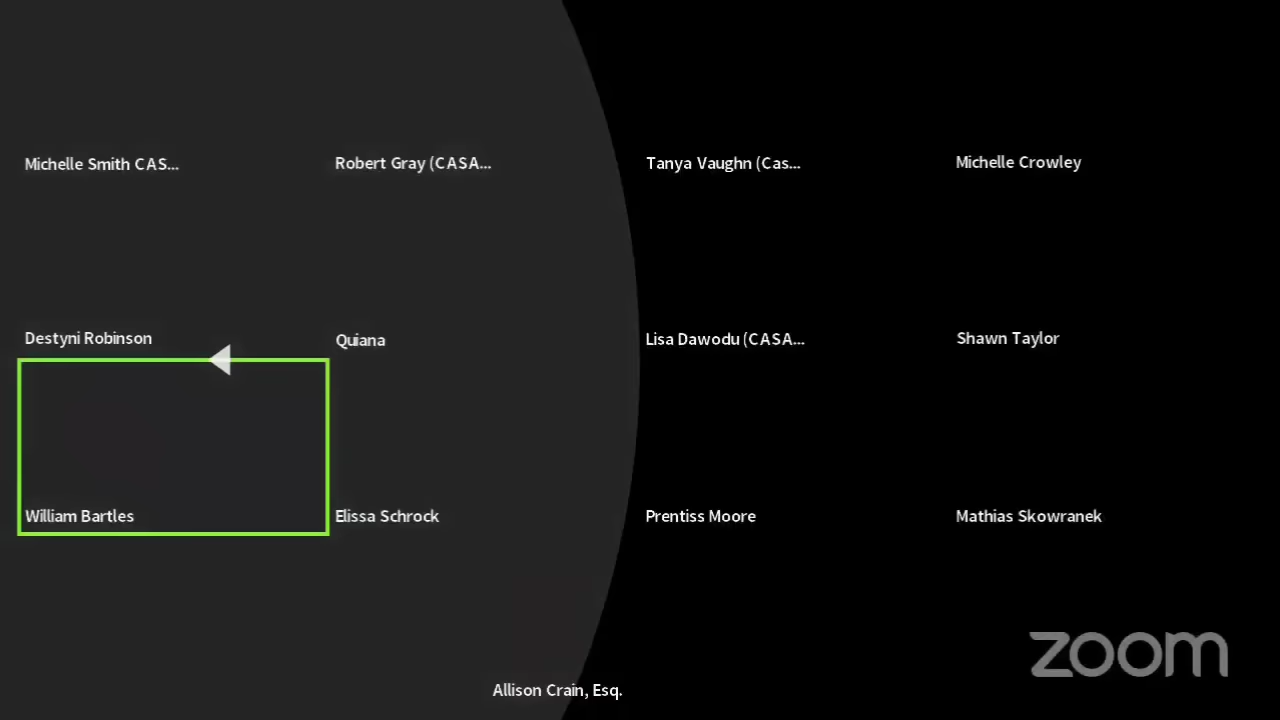 Michelle Smith CAS... Robert Gray (CASA... Tanya Vaughn (Cas... Michelle Crowley
Destyni Robinson Quiana Lisa Dawodu (CASA... Shawn Taylor
William Bartles Elissa Schrock Prentiss Moore Mathias Skowranek
zoom
Allison Crain, Esq.